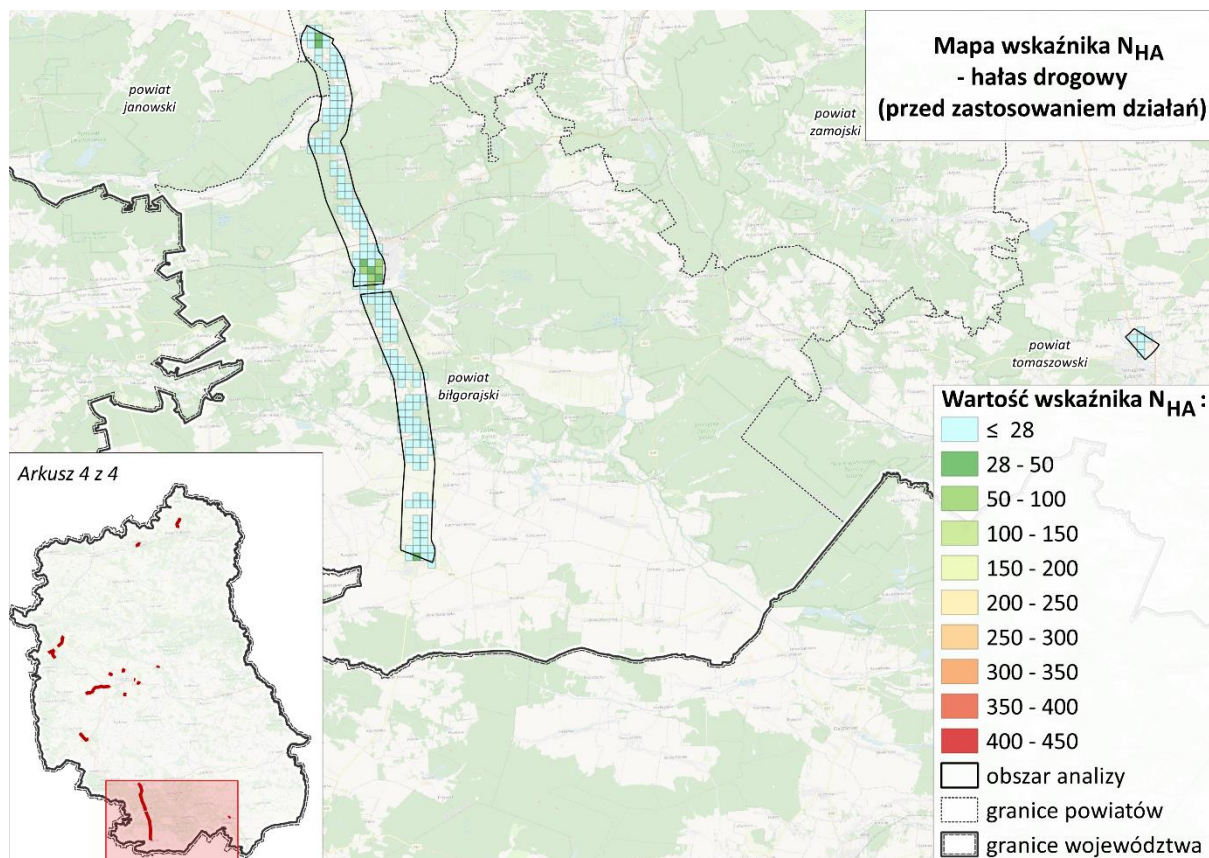 Mapa wskaźnika N_HA
- hałas drogowy
(przed zastosowaniem działań)
powiat
janowski
powiat
zamojski
powiat
tomaszowski
powiat
biłgorajski
Wartość wskaźnika N_HA :
≤ 28
28 - 50
50 - 100
100 - 150
150 - 200
200 - 250
250 - 300
300 - 350
350 - 400
400 - 450
obszar analizy
granice powiatów
granice województwa
Arkusz 4 z 4